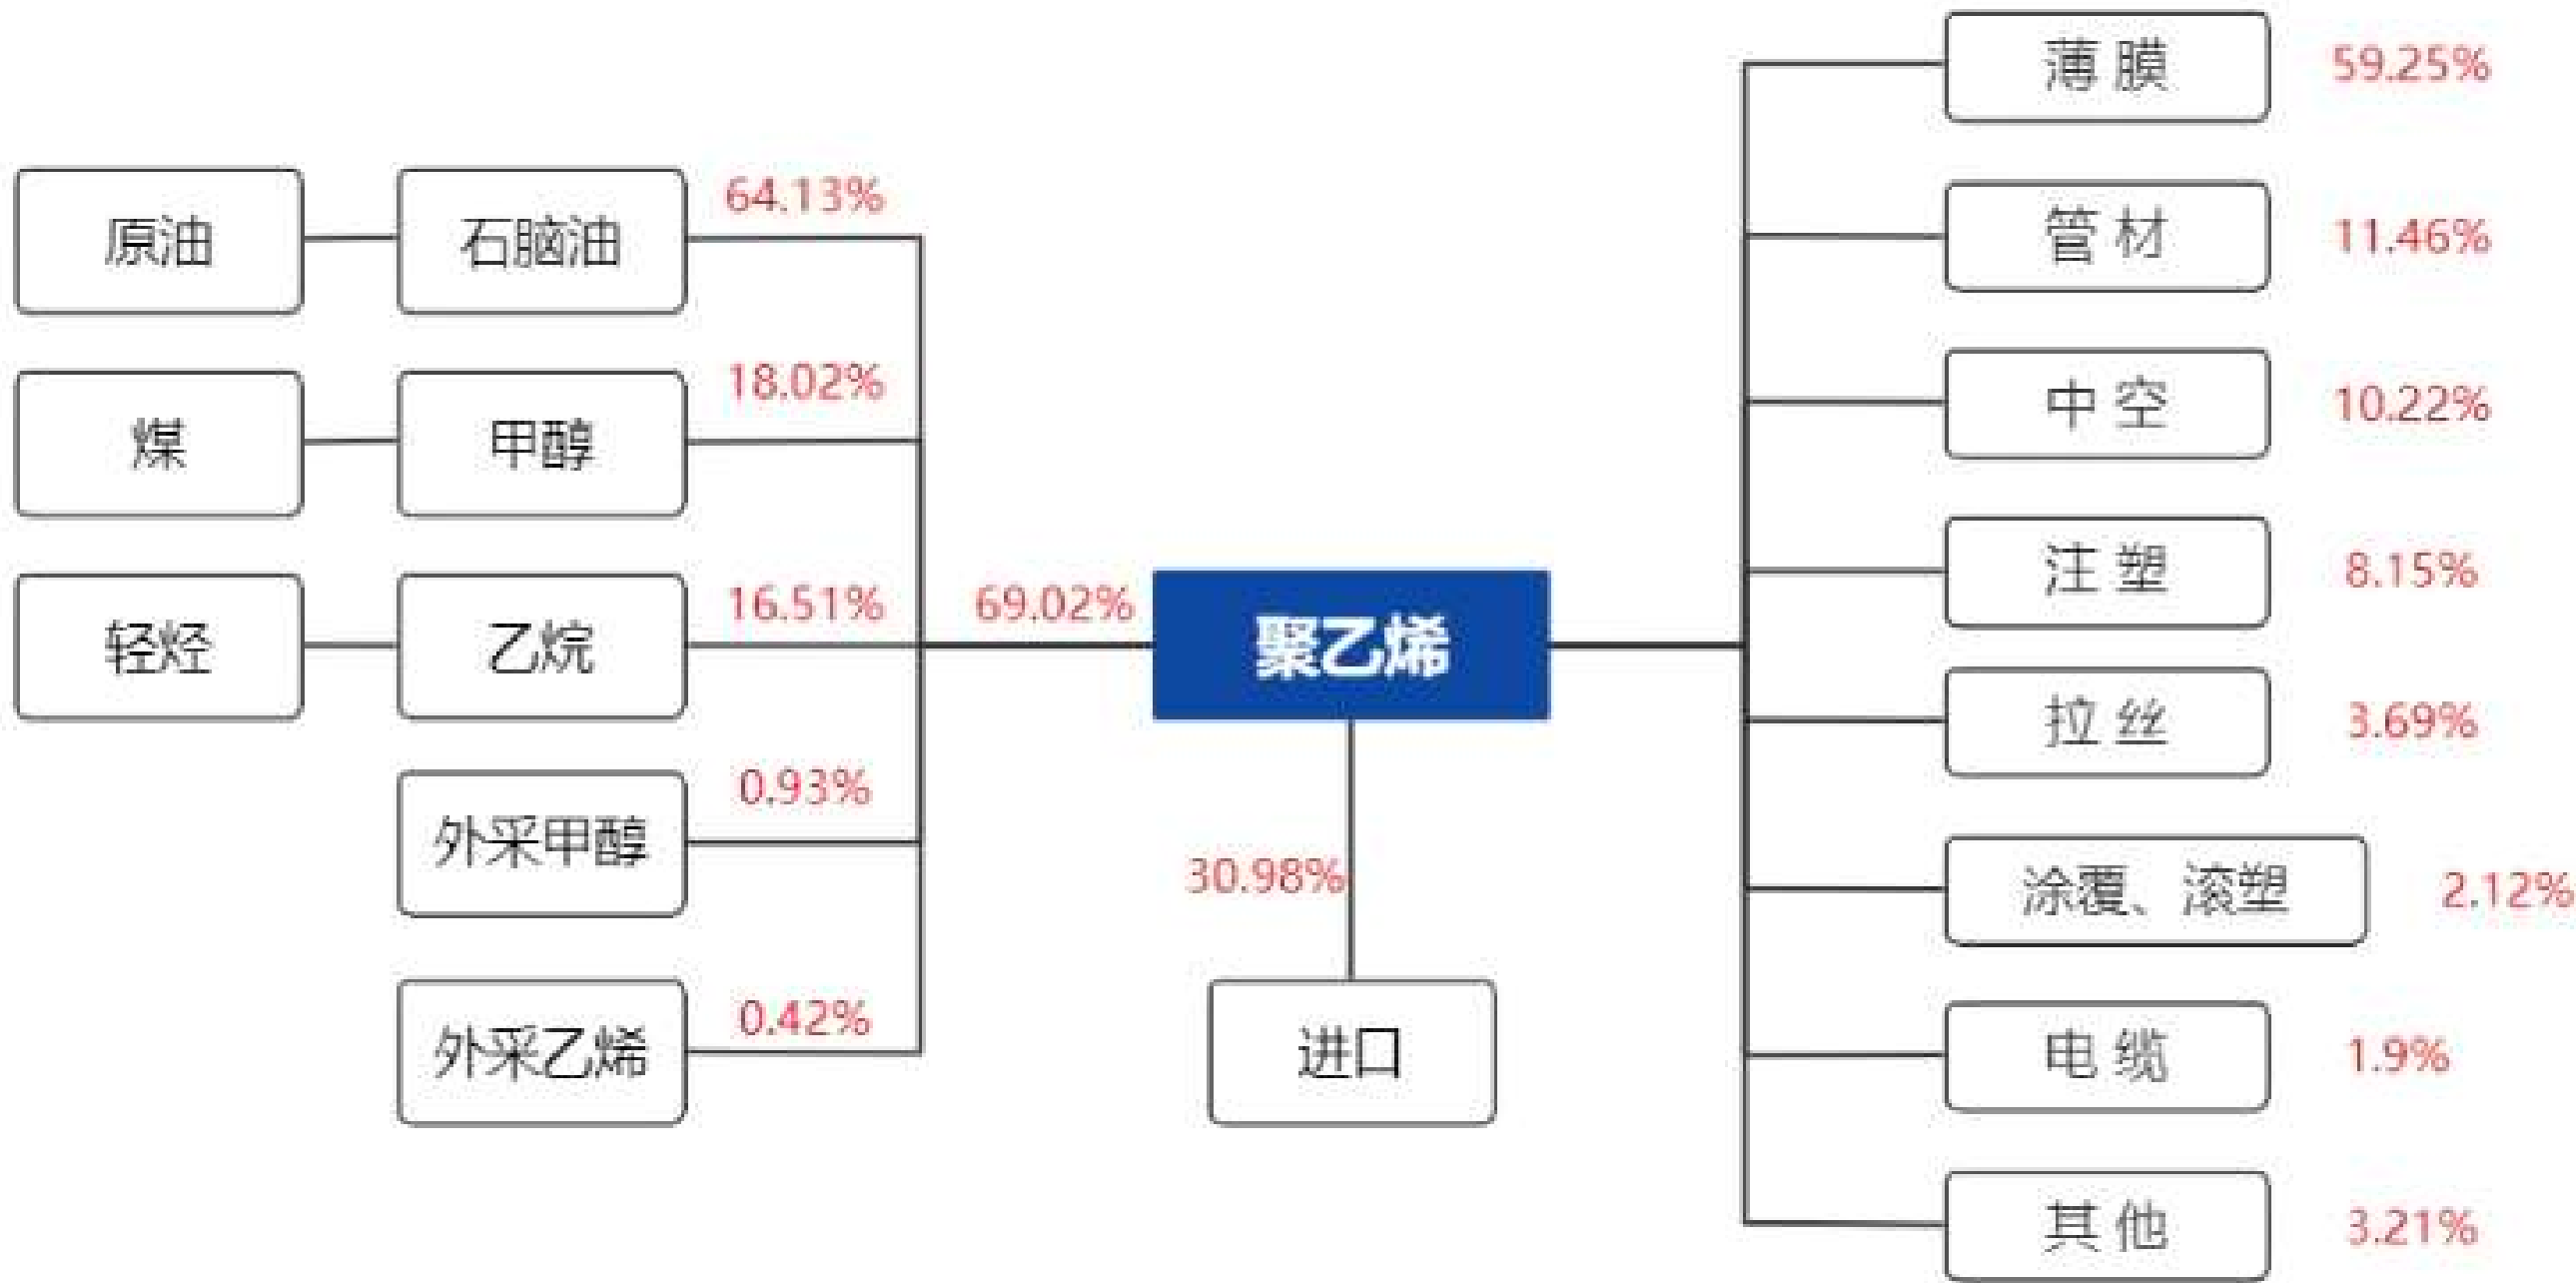 原油
石脑油
64.13%
煤
甲醇
18.02%
轻烃
乙烷
16.51%
外采甲醇
0.93%
外采乙烯
0.42%
69.02%
聚乙烯
30.98%
进口
薄 膜
59.25%
管 材
11.46%
中 空
10.22%
注 塑
8.15%
拉 丝
3.69%
涂覆、滚塑
2.12%
电 缆
1.9%
其 他
3.21%